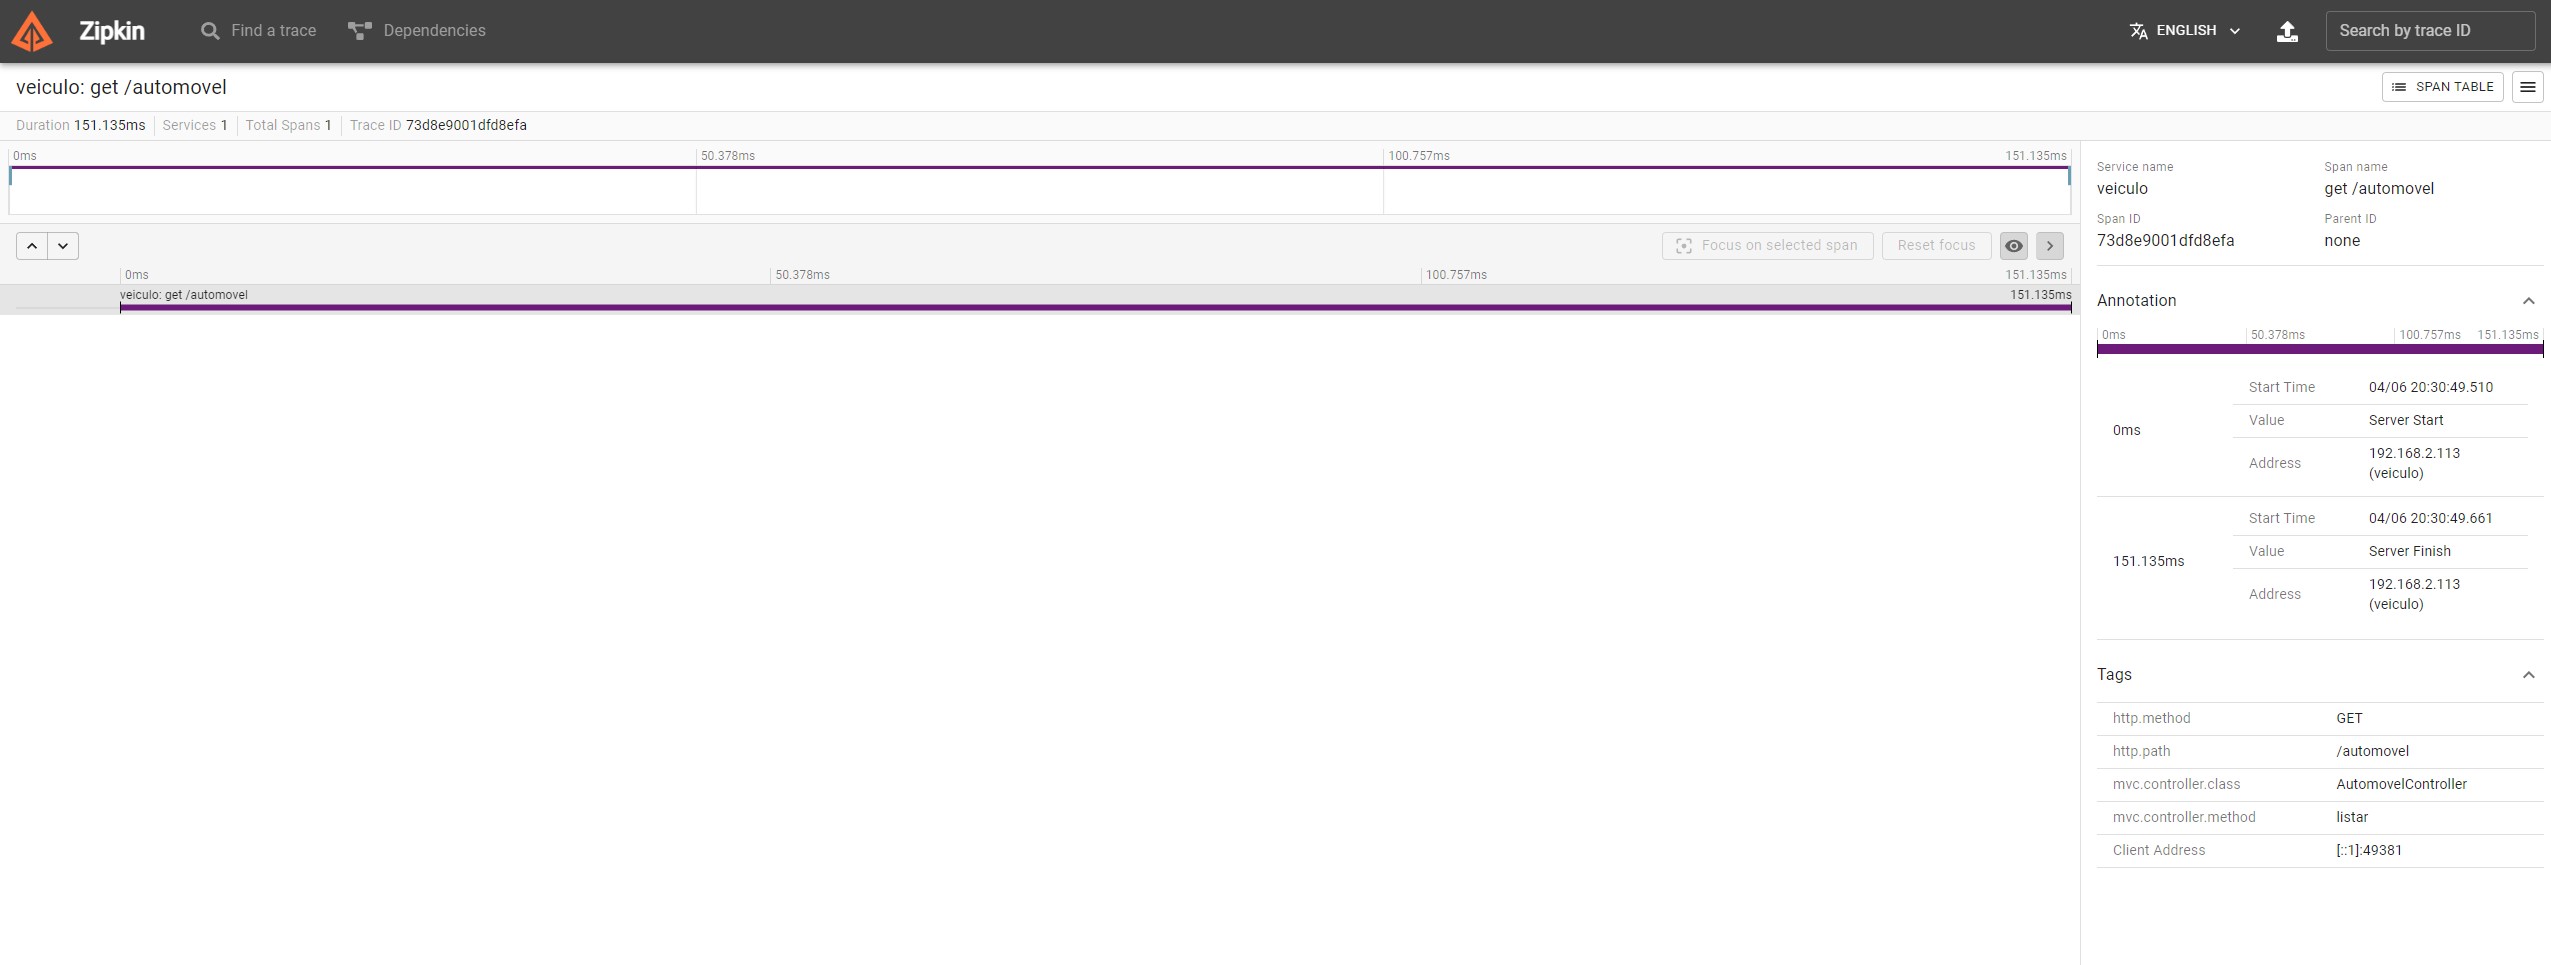 Zipkin
Find a trace
Dependencies
ENGLISH
Search by trace ID
veiculo: get /automovel
SPAN TABLE
Duration 151.135ms Services 1 Total Spans 1 Trace ID 73d8e9001dfd8efa
0ms 50.378ms 100.757ms 151.135ms
Focus on selected span
Reset focus
0ms 50.378ms 100.757ms 151.135ms
veiculo: get /automovel 151.135ms
Service name Span name
veiculo get /automovel
Span ID Parent ID
73d8e9001dfd8efa none
Annotation
0ms 50.378ms 100.757ms 151.135ms
0ms
Start Time 04/06 20:30:49.510
Value Server Start
Address 192.168.2.113
(veiculo)
151.135ms
Start Time 04/06 20:30:49.661
Value Server Finish
Address 192.168.2.113
(veiculo)
Tags
http.method GET
http.path /automovel
mvc.controller.class AutomovelController
mvc.controller.method listar
Client Address [::1]:49381